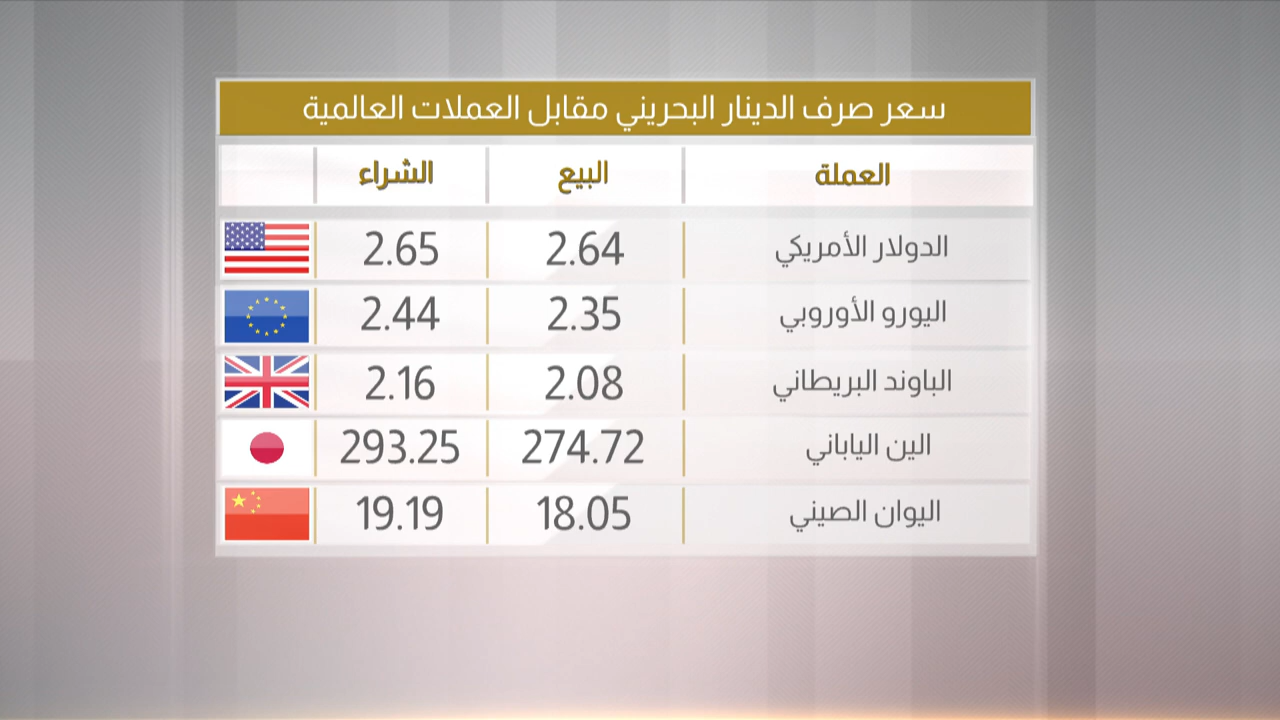 سعر صرف الدينار البحريني مقابل العملات العالمية
العملة البيع الشراء
الدولار الأمريكي 2.64 2.65
اليورو الأوروبي 2.35 2.44
الباوند البريطاني 2.08 2.16
الين الياباني 274.72 293.25
اليوان الصيني 18.05 19.19